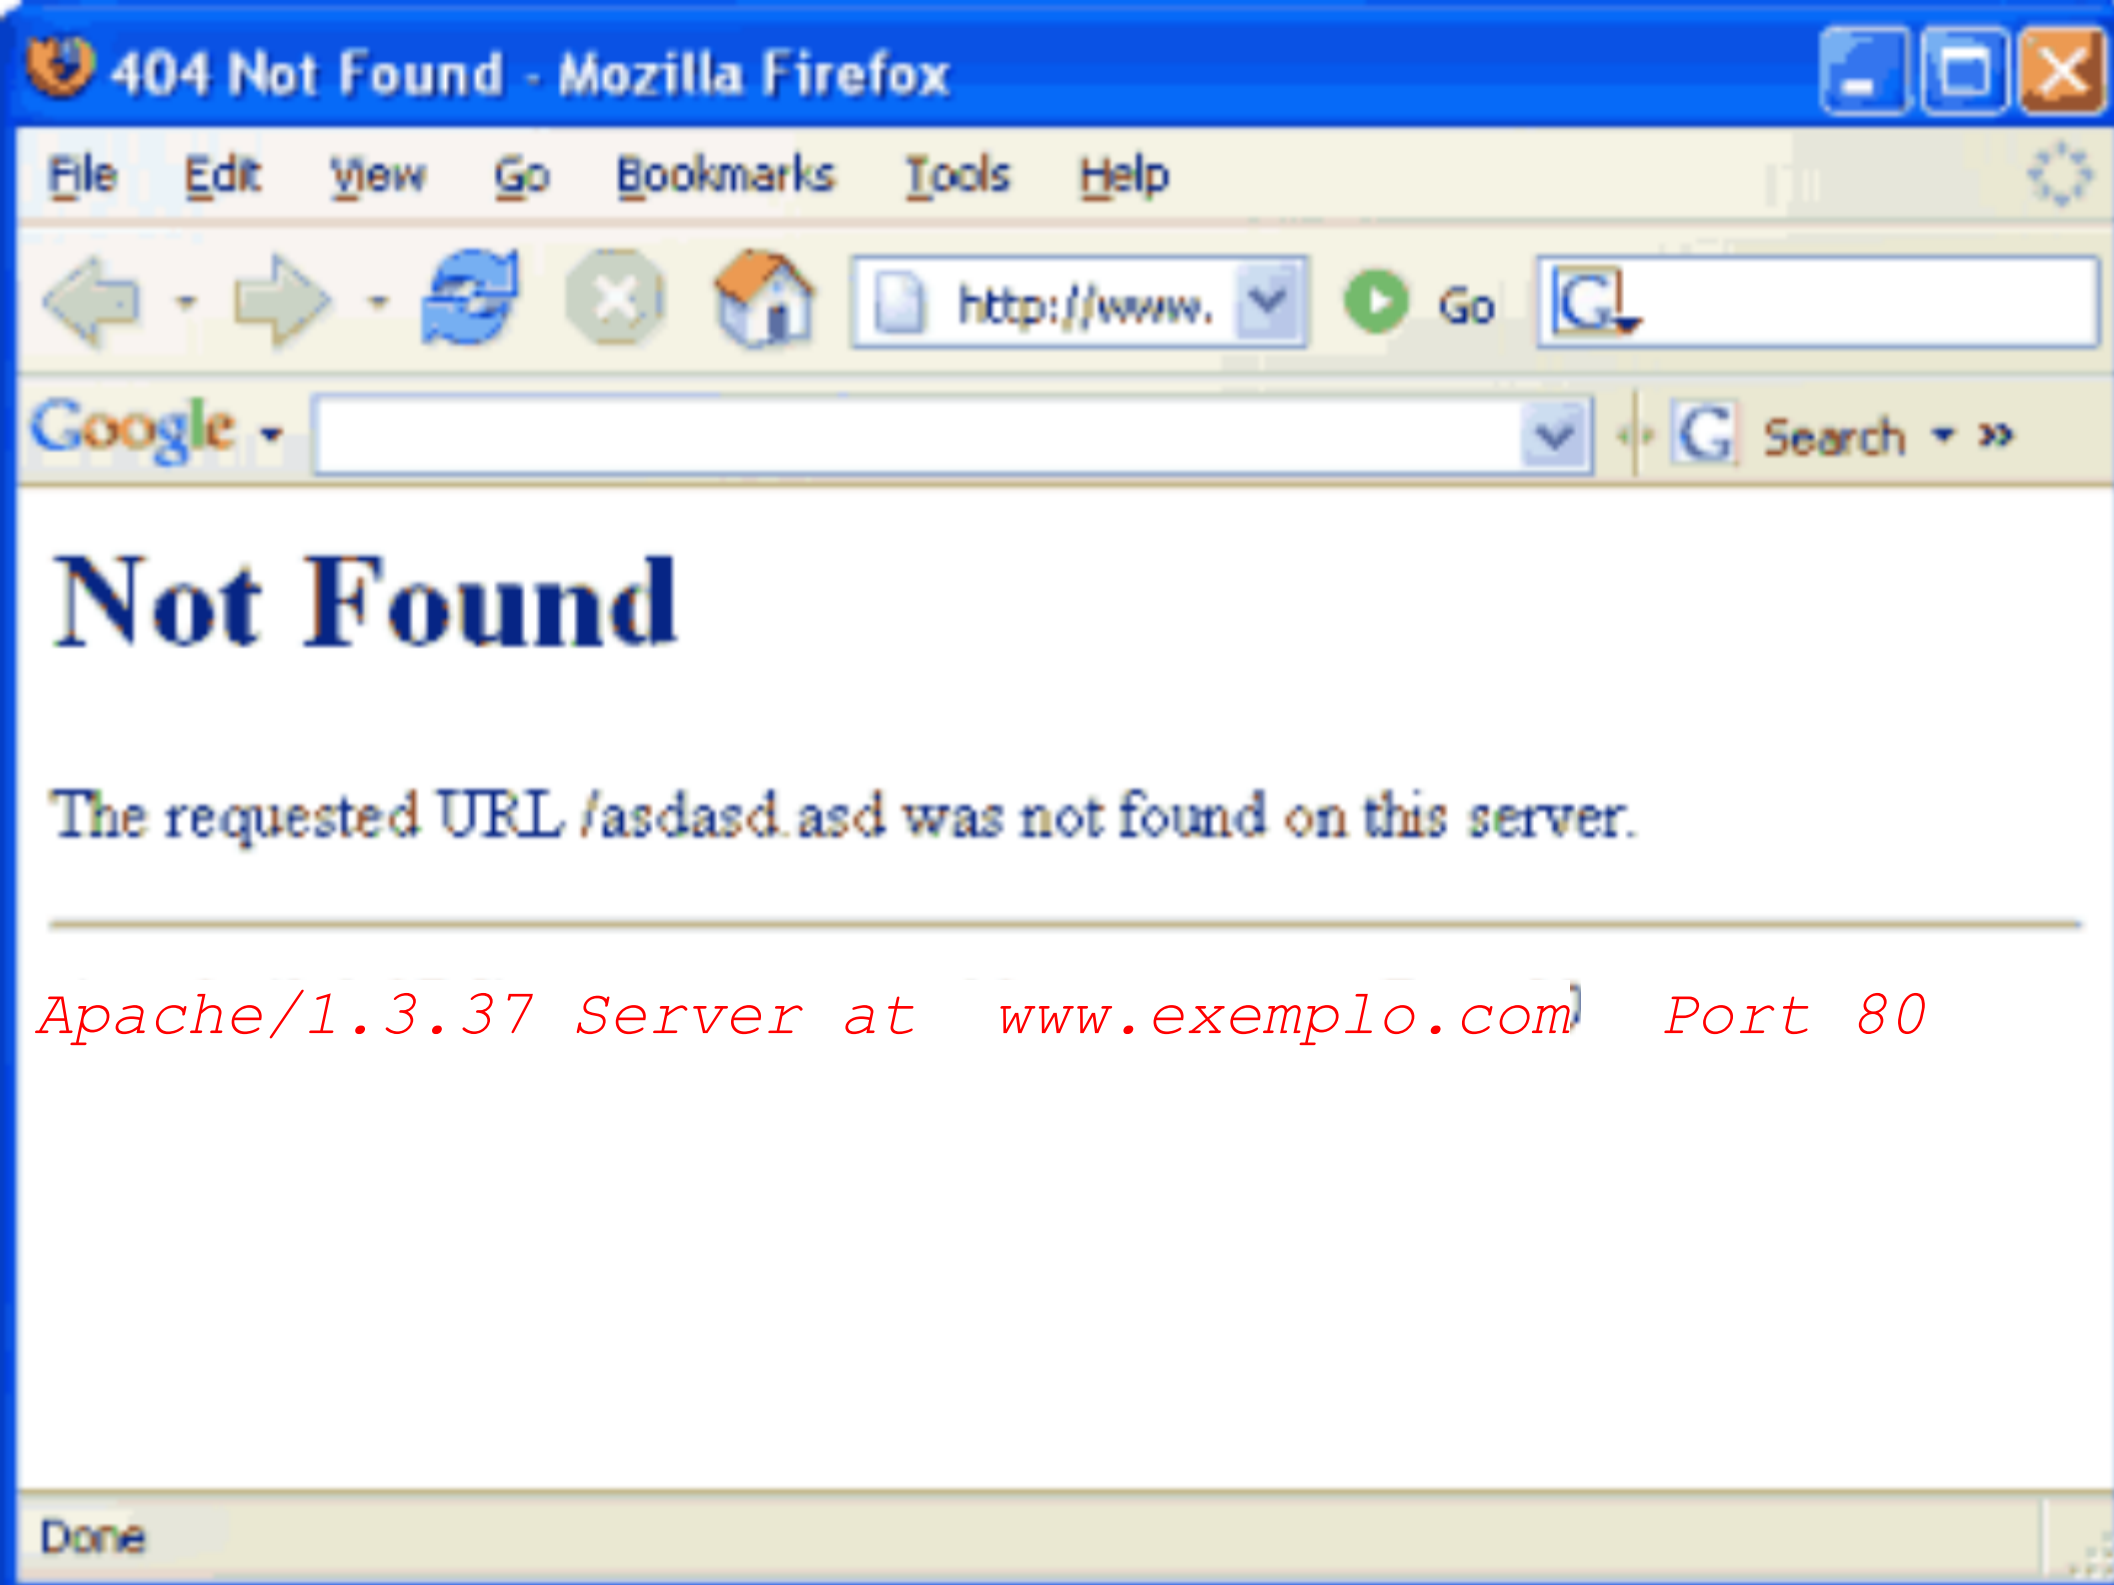 404 Not Found - Mozilla Firefox
File Edit View Go Bookmarks Tools Help
http://www. Go G
Google G Search »
Not Found
The requested URL /asdasd.asd was not found on this server.
Apache/1.3.37 Server at www.exemplo.com Port 80
Done